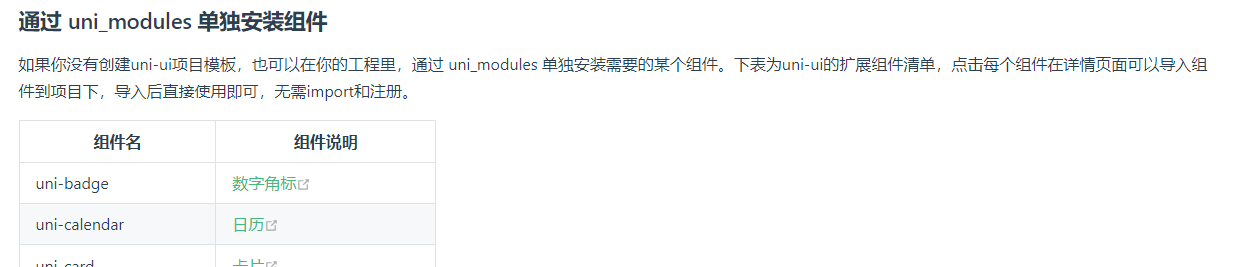 通过 uni_modules 单独安装组件
如果你没有创建uni-ui项目模板，也可以在你的工程里，通过 uni_modules 单独安装需要的某个组件。下表为uni-ui的扩展组件清单，点击每个组件在详情页面可以导入组
件到项目下，导入后直接使用即可，无需import和注册。
组件名 组件说明
uni-badge 数字角标
uni-calendar 日历
uni-card 卡片